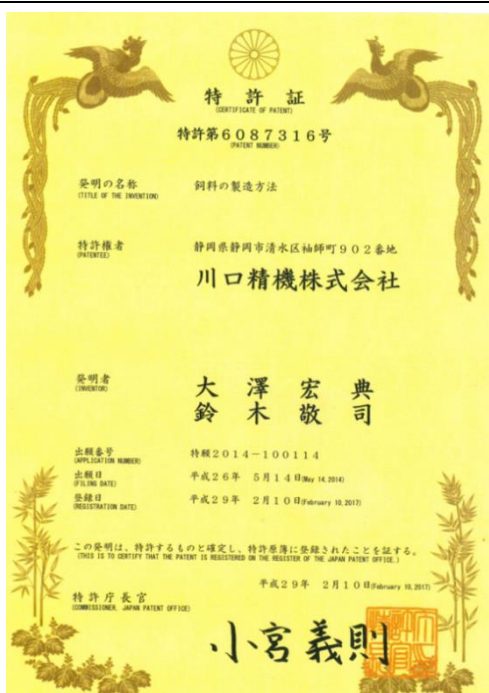 特許証
(CERTIFICATE OF PATENT)
特許第6087316号
(PATENT NUMBER)
発明の名称 飼料の製造方法
(TITLE OF THE INVENTION)
特許権者 静岡県静岡市清水区袖師町902番地
(PATENTEE)
川口精機株式会社
発明者 大澤宏典
(INVENTOR)
鈴木敬司
出願番号 特願2014-100114
(APPLICATION NUMBER)
出願日 平成26年 5月14日(May 14,2014)
(FILING DATE)
登録日 平成29年 2月10日(February 10,2017)
(REGISTRATION DATE)
この発明は、特許するものと確定し、特許原簿に登録されたことを証する。
(THIS IS TO CERTIFY THAT THE PATENT IS REGISTERED ON THE REGISTER OF THE JAPAN PATENT OFFICE.)
平成29年 2月10日(February 10,2017)
特許庁長官
(COMMISSIONER, JAPAN PATENT OFFICE)
小宮義則